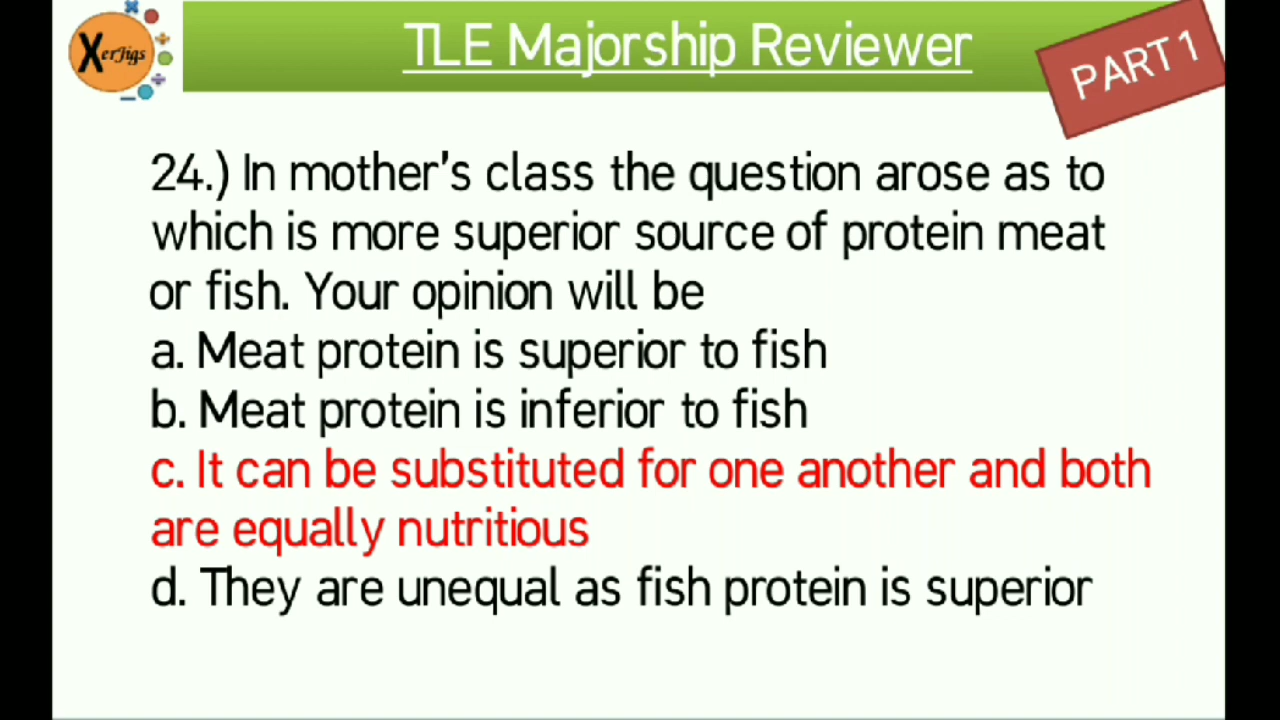 XerJigs
TLE Majorship Reviewer
PART 1
24.) In mother's class the question arose as to
which is more superior source of protein meat
or fish. Your opinion will be
a. Meat protein is superior to fish
b. Meat protein is inferior to fish
c. It can be substituted for one another and both
are equally nutritious
d. They are unequal as fish protein is superior